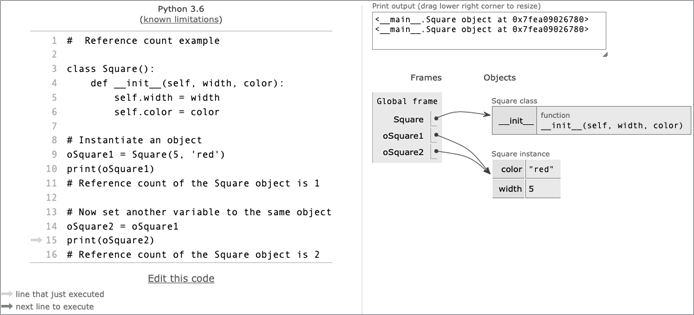 Python 3.6
(known limitations)
1 #  Reference count example
2
3 class Square():
4     def __init__(self, width, color):
5         self.width = width
6         self.color = color
7
8 # Instantiate an object
9 oSquare1 = Square(5, 'red')
10 print(oSquare1)
11 # Reference count of the Square object is 1
12
13 # Now set another variable to the same object
14 oSquare2 = oSquare1
15 print(oSquare2)
16 # Reference count of the Square object is 2
Edit this code
line that just executed
next line to execute
Print output (drag lower right corner to resize)
<__main__.Square object at 0x7fea09026780>
<__main__.Square object at 0x7fea09026780>
Frames Objects
Global frame
Square
oSquare1
oSquare2
Square class
__init__
function
__init__(self, width, color)
Square instance
color "red"
width 5